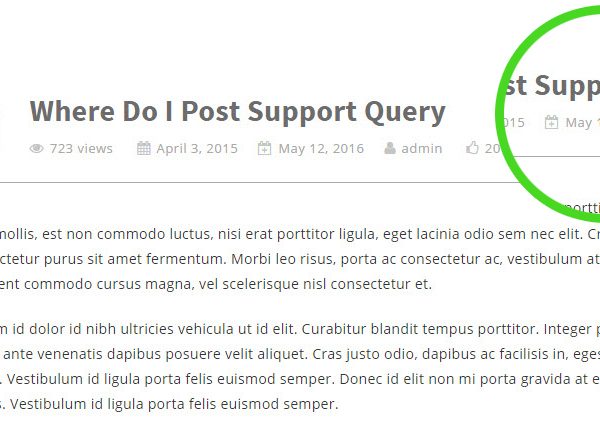 st Supp
Where Do I Post Support Query
015 May 1
723 views April 3, 2015 May 12, 2016 admin 20
portti
mollis, est non commodo luctus, nisi erat porttitor ligula, eget lacinia odio sem nec elit. Cr
ctetur purus sit amet fermentum. Morbi leo risus, porta ac consectetur ac, vestibulum at
ent commodo cursus magna, vel scelerisque nisl consectetur et.
m id dolor id nibh ultricies vehicula ut id elit. Curabitur blandit tempus porttitor. Integer p
ante venenatis dapibus posuere velit aliquet. Cras justo odio, dapibus ac facilisis in, eges
. Vestibulum id ligula porta felis euismod semper. Donec id elit non mi porta gravida at e
s. Vestibulum id ligula porta felis euismod semper.